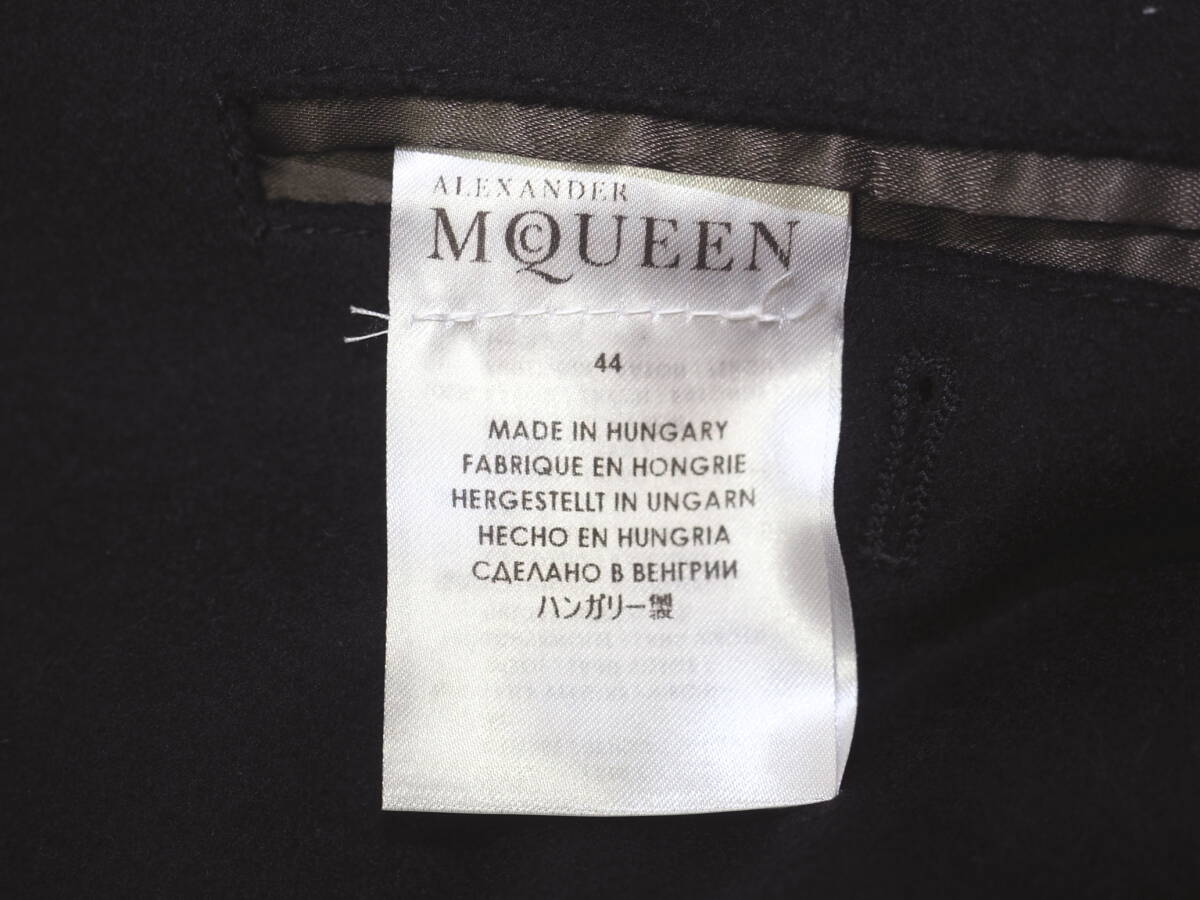 ALEXANDER
MCQUEEN
44
MADE IN HUNGARY
FABRIQUE EN HONGRIE
HERGESTELLT IN UNGARN
HECHO EN HUNGRIA
СДЕЛАНО В ВЕНГРИИ
ハンガリー製